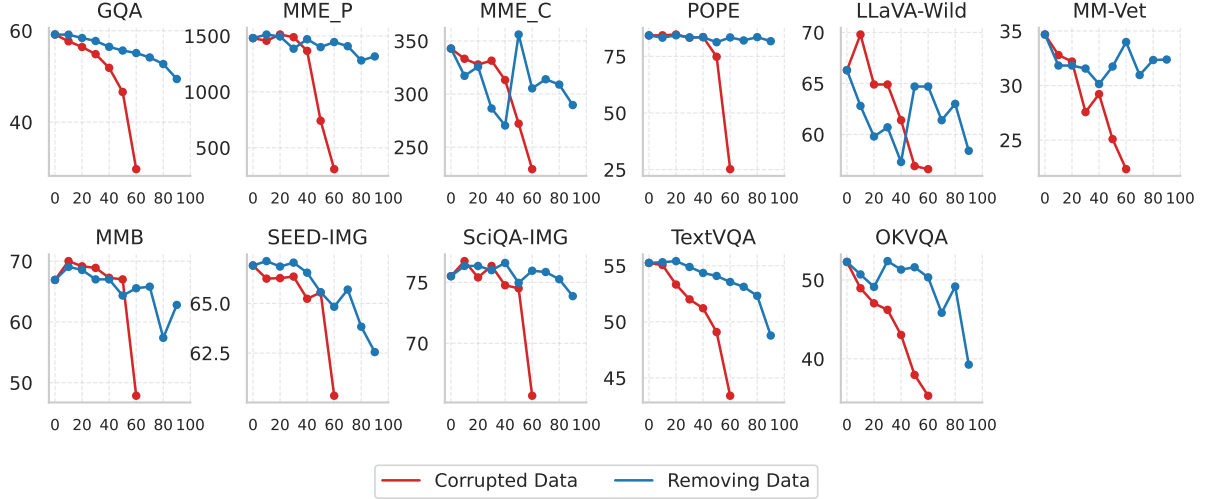 GQA MME_P MME_C POPE LLaVA-Wild MM-Vet
60 1500 350 75 70 35
40 1000 300 50 65 30
500 250 25 60 25
0 20 40 60 80 100 0 20 40 60 80 100 0 20 40 60 80 100 0 20 40 60 80 100 0 20 40 60 80 100 0 20 40 60 80 100
MMB SEED-IMG SciQA-IMG TextVQA OKVQA
70 65.0 75 55 50
60 62.5 70 50 40
50 45
0 20 40 60 80 100 0 20 40 60 80 100 0 20 40 60 80 100 0 20 40 60 80 100 0 20 40 60 80 100
Corrupted Data Removing Data